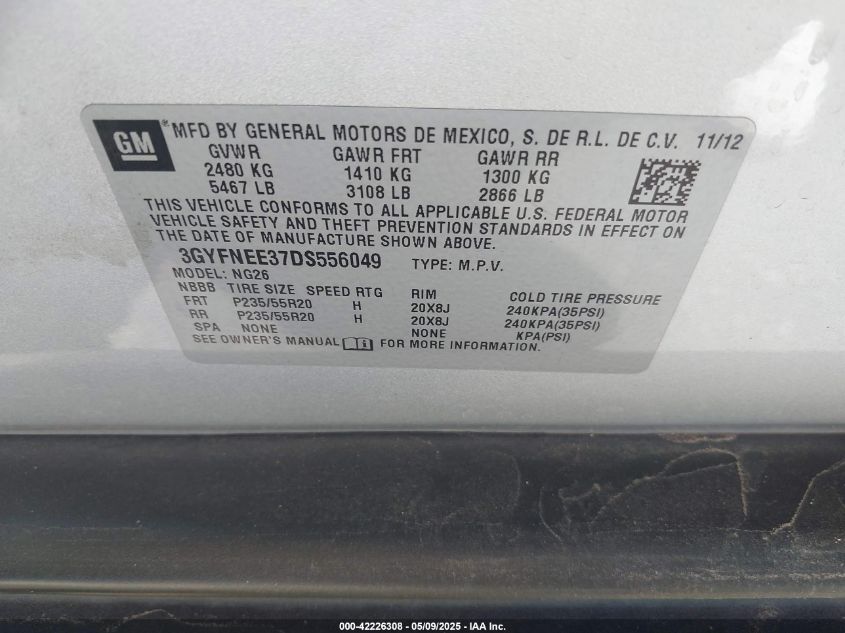 GM
*MFD BY GENERAL MOTORS DE MEXICO, S. DE R.L. DE C.V. 11/12
GVWR GAWR FRT GAWR RR
2480 KG 1410 KG 1300 KG
5467 LB 3108 LB 2866 LB
THIS VEHICLE CONFORMS TO ALL APPLICABLE U.S. FEDERAL MOTOR
VEHICLE SAFETY AND THEFT PREVENTION STANDARDS IN EFFECT ON
THE DATE OF MANUFACTURE SHOWN ABOVE.
3GYFNEE37DS556049 TYPE: M.P.V.
MODEL: NG26
NBBB TIRE SIZE SPEED RTG RIM COLD TIRE PRESSURE
FRT P235/55R20 H 20X8J 240KPA(35PSI)
RR P235/55R20 H 20X8J 240KPA(35PSI)
SPA NONE NONE KPA(PSI)
SEE OWNER'S MANUAL FOR MORE INFORMATION.
000-42226308 - 05/09/2025 - IAA Inc.